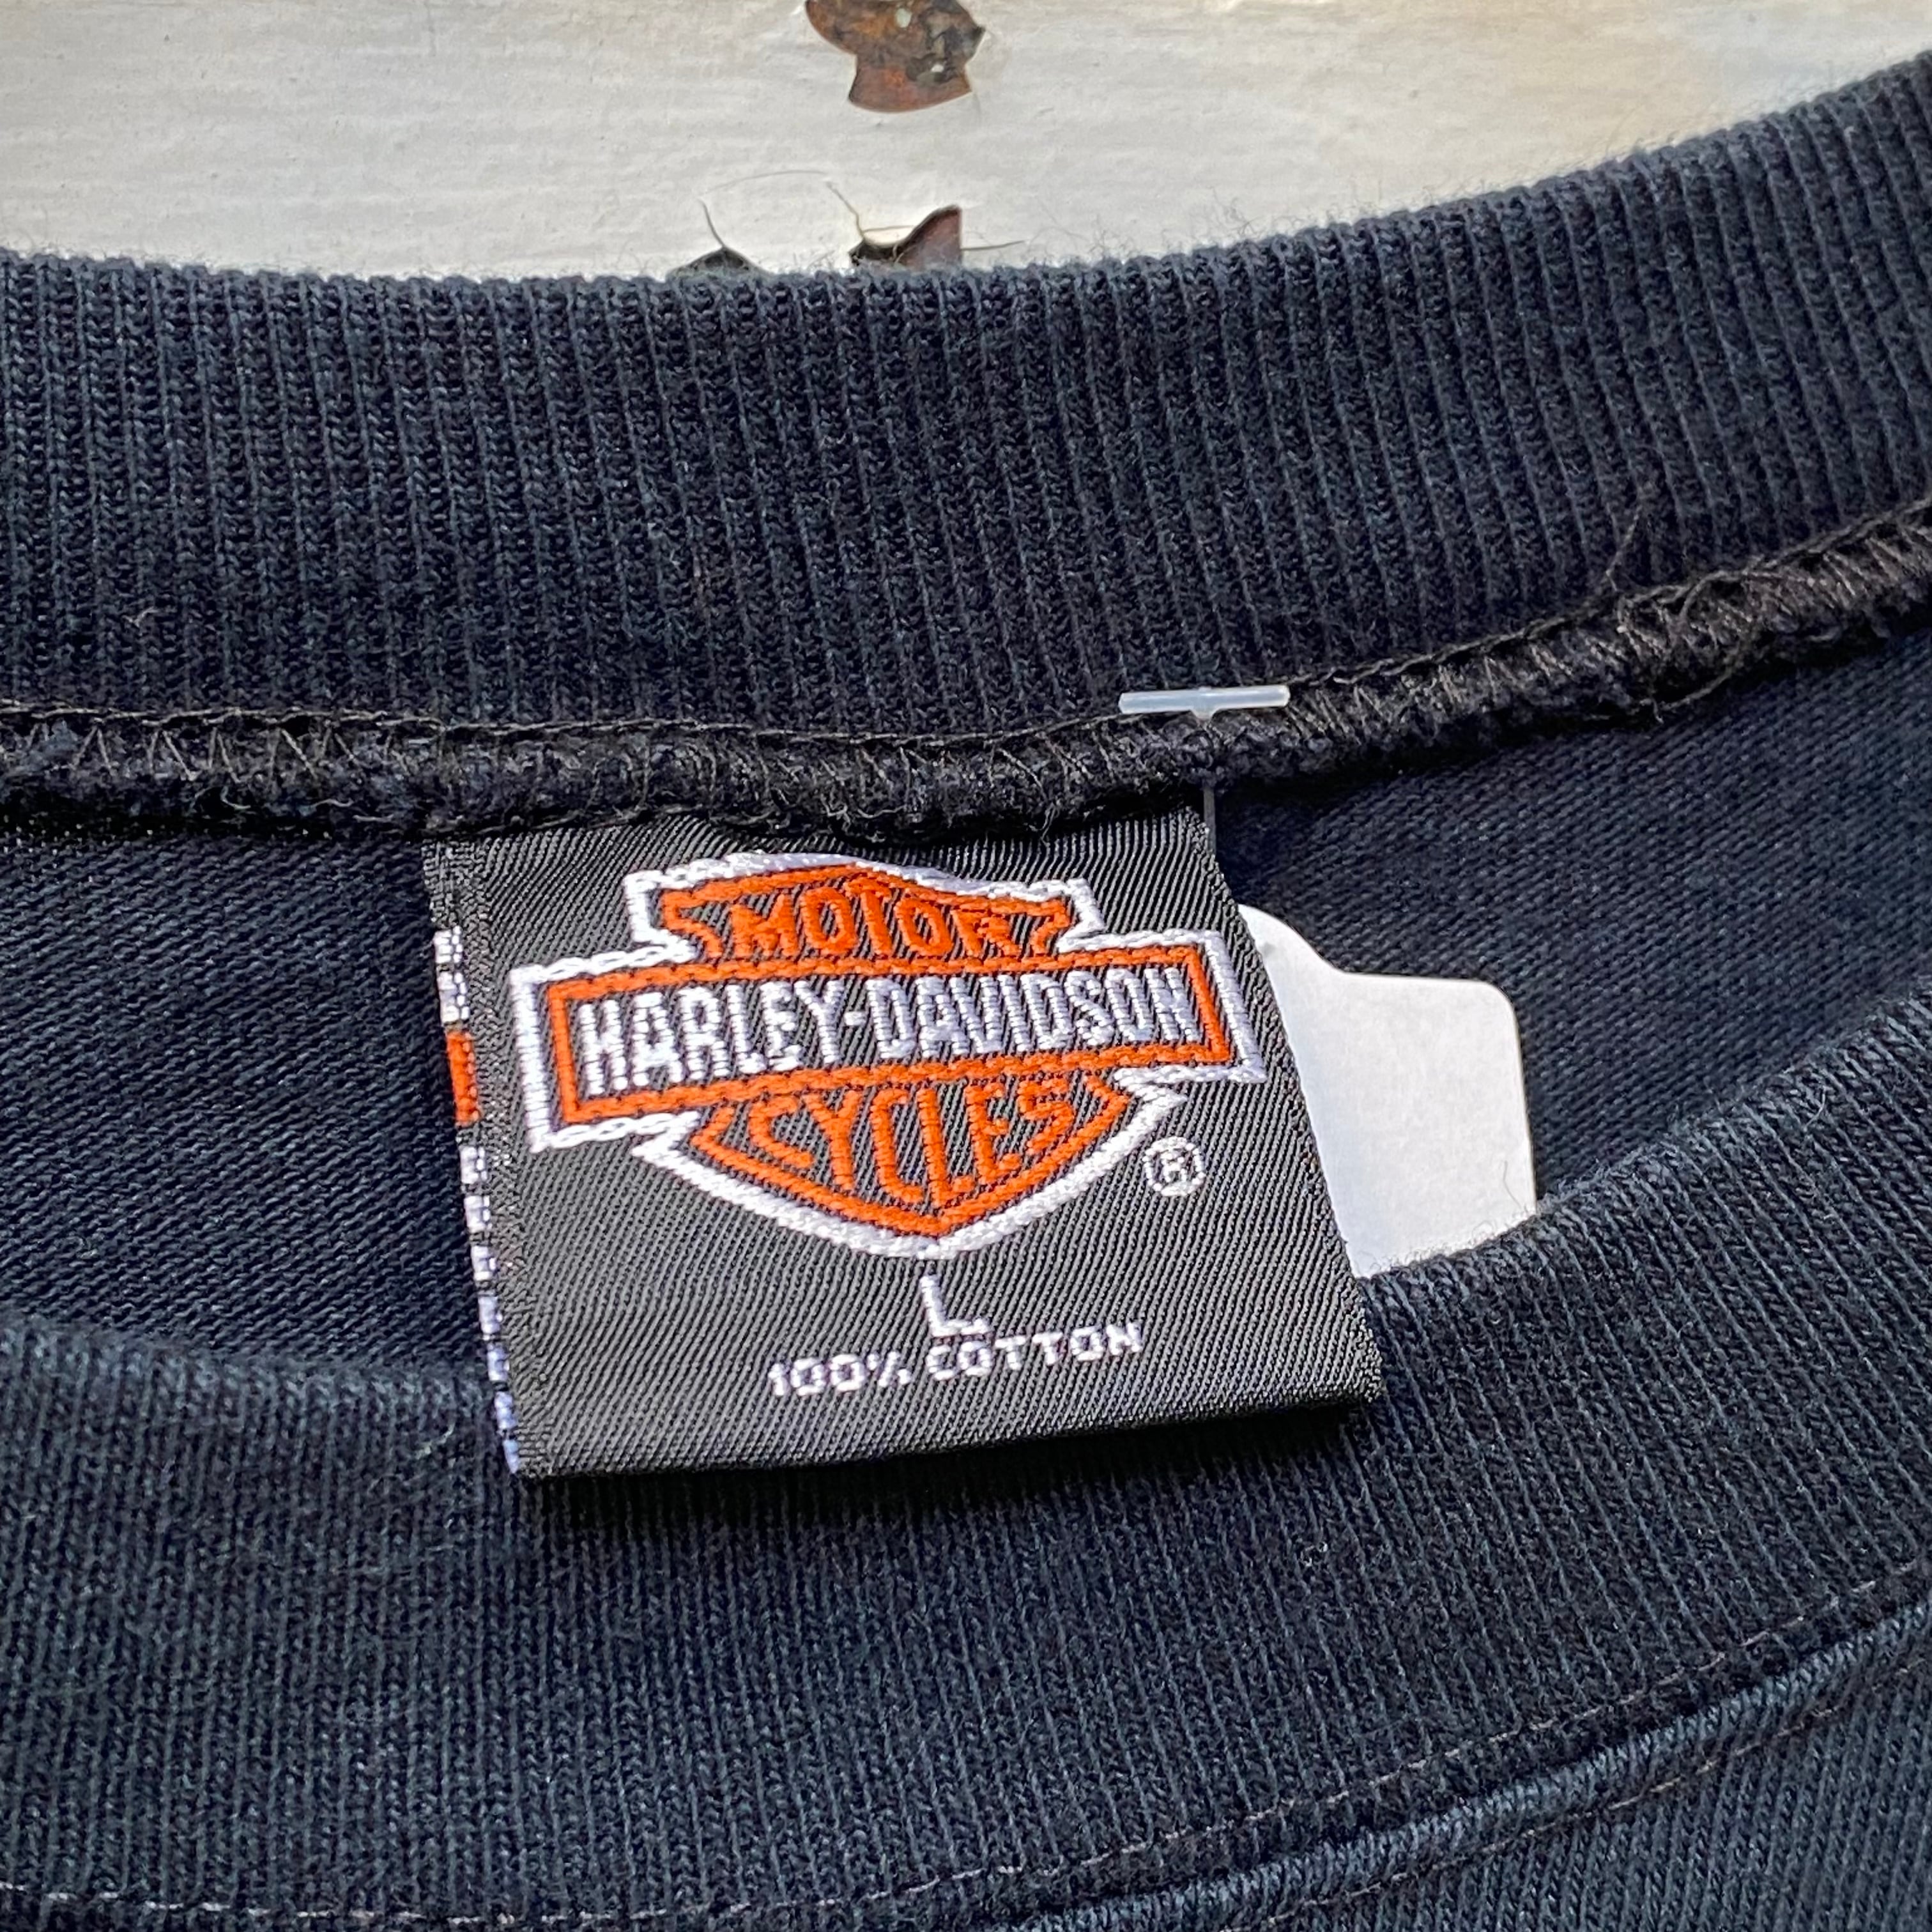 MOTOR
HARLEY-DAVIDSON
CYCLES
®
L
100% COTTON